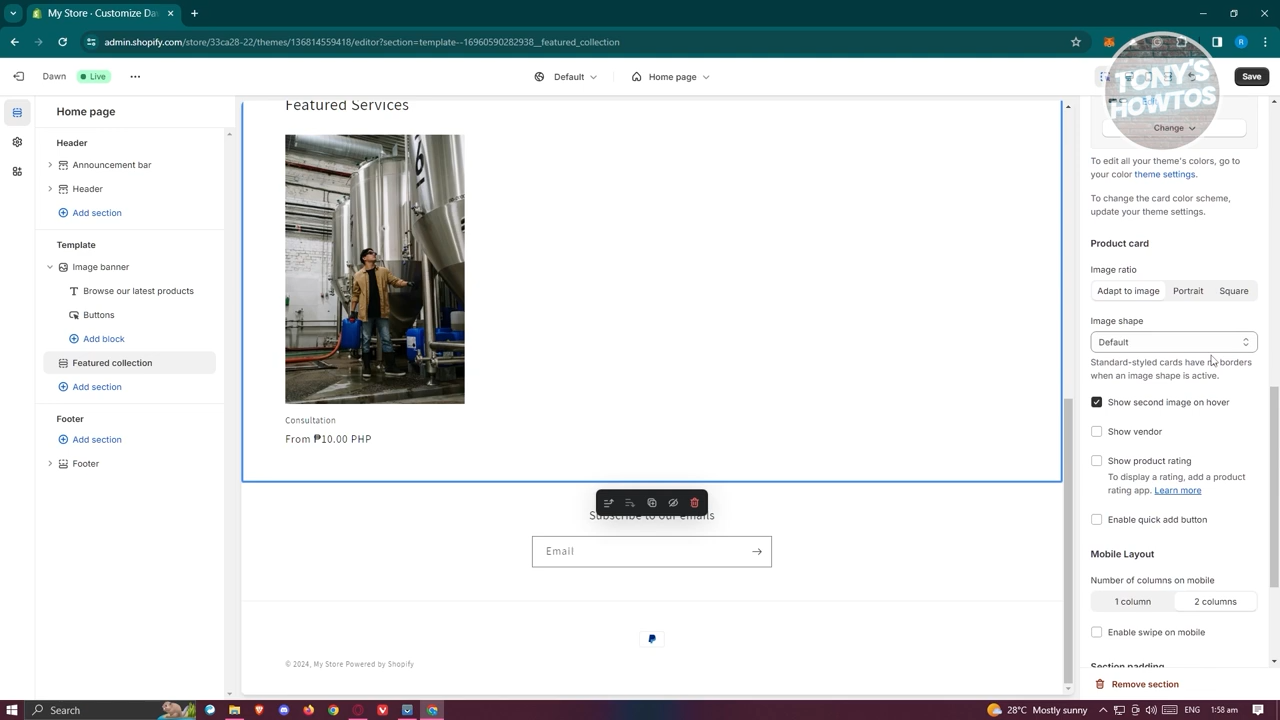 My Store · Customize Da
admin.shopify.com/store/33ca28-22/themes/136814559418/editor?section=template--16960590282938__featured_collection
R
Dawn
Live
Default
Home page
Save
TONY'S
HOWTOS
Home page
Header
Announcement bar
Header
Add section
Template
Image banner
Browse our latest products
Buttons
Add block
Featured collection
Add section
Footer
Add section
Footer
Featured Services
Consultation
From ₱10.00 PHP
Subscribe to our emails
Email
© 2024, My Store Powered by Shopify
Edit
Change
To edit all your theme's colors, go to
your color theme settings.
To change the card color scheme,
update your theme settings.
Product card
Image ratio
Adapt to image
Portrait
Square
Image shape
Default
Standard-styled cards have no borders
when an image shape is active.
Show second image on hover
Show vendor
Show product rating
To display a rating, add a product
rating app. Learn more
Enable quick add button
Mobile Layout
Number of columns on mobile
1 column
2 columns
Enable swipe on mobile
Section padding
Remove section
Search
28°C Mostly sunny
ENG
1:58 am